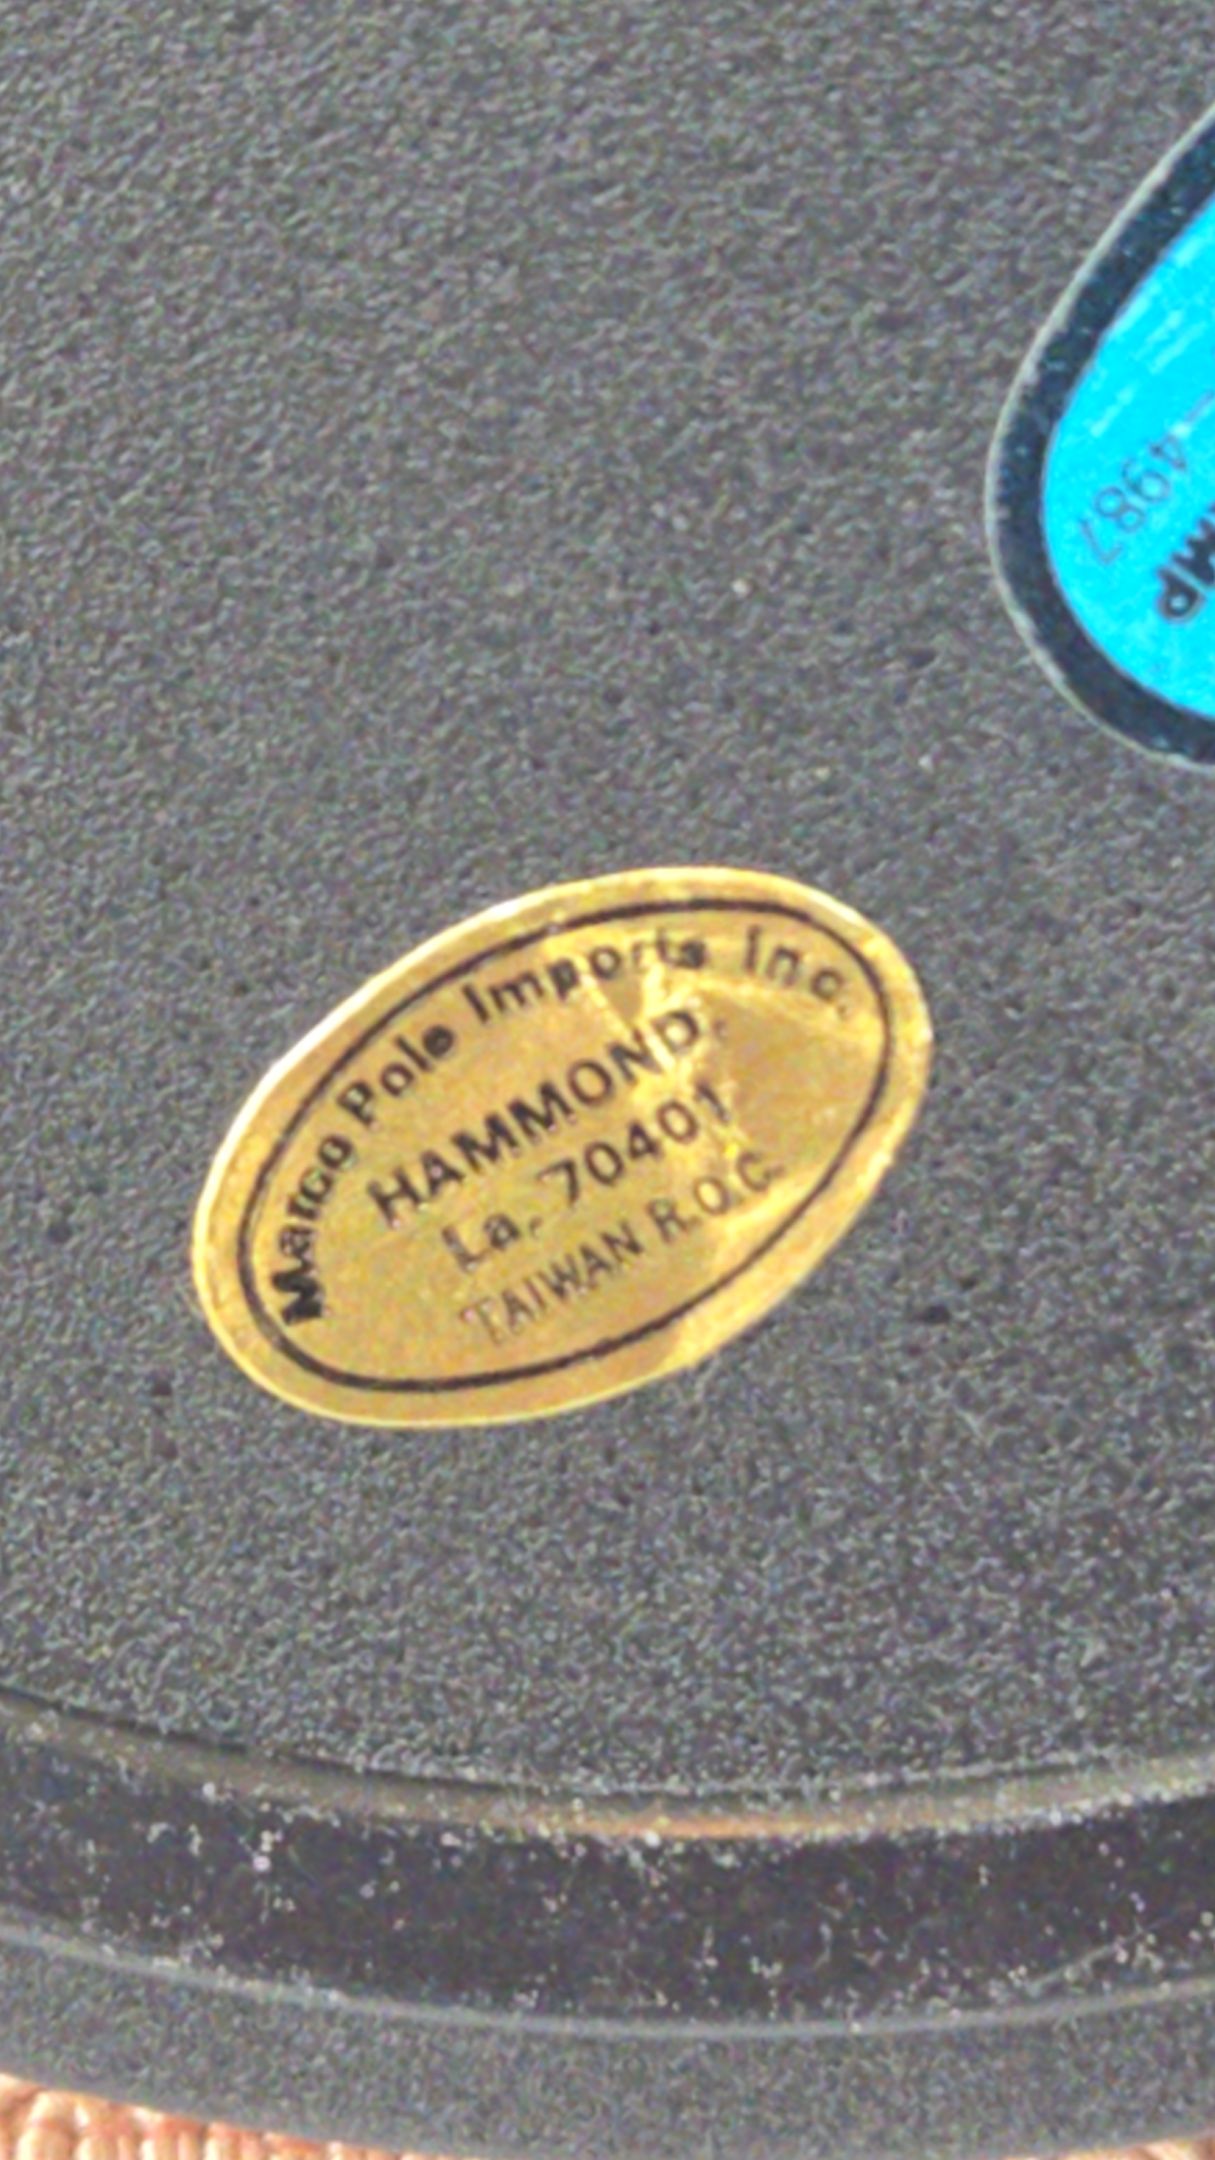 Marco Polo Imports Inc.
HAMMOND.
La. 70401
TAIWAN R.O.C.
4987